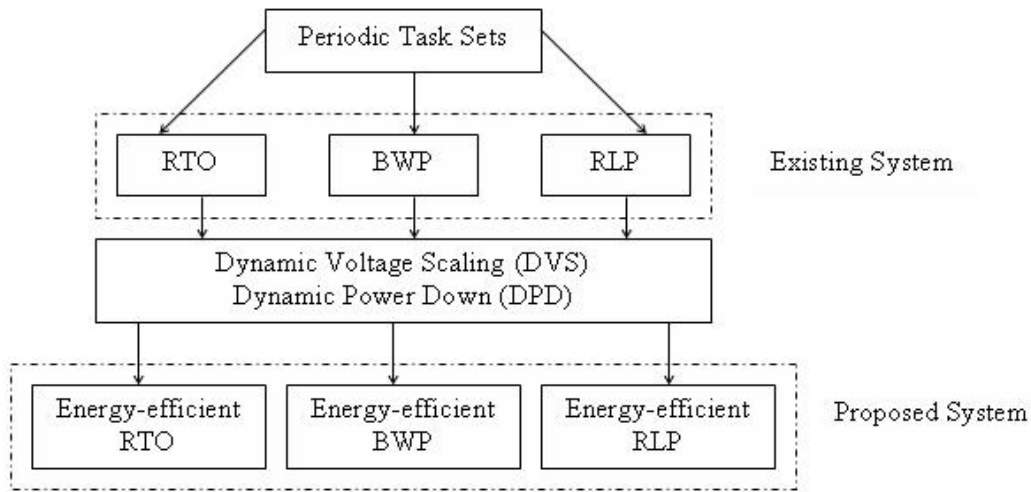 Periodic Task Sets
RTO
BWP
RLP
Existing System
Dynamic Voltage Scaling (DVS)
Dynamic Power Down (DPD)
Energy-efficient
RTO
Energy-efficient
BWP
Energy-efficient
RLP
Proposed System